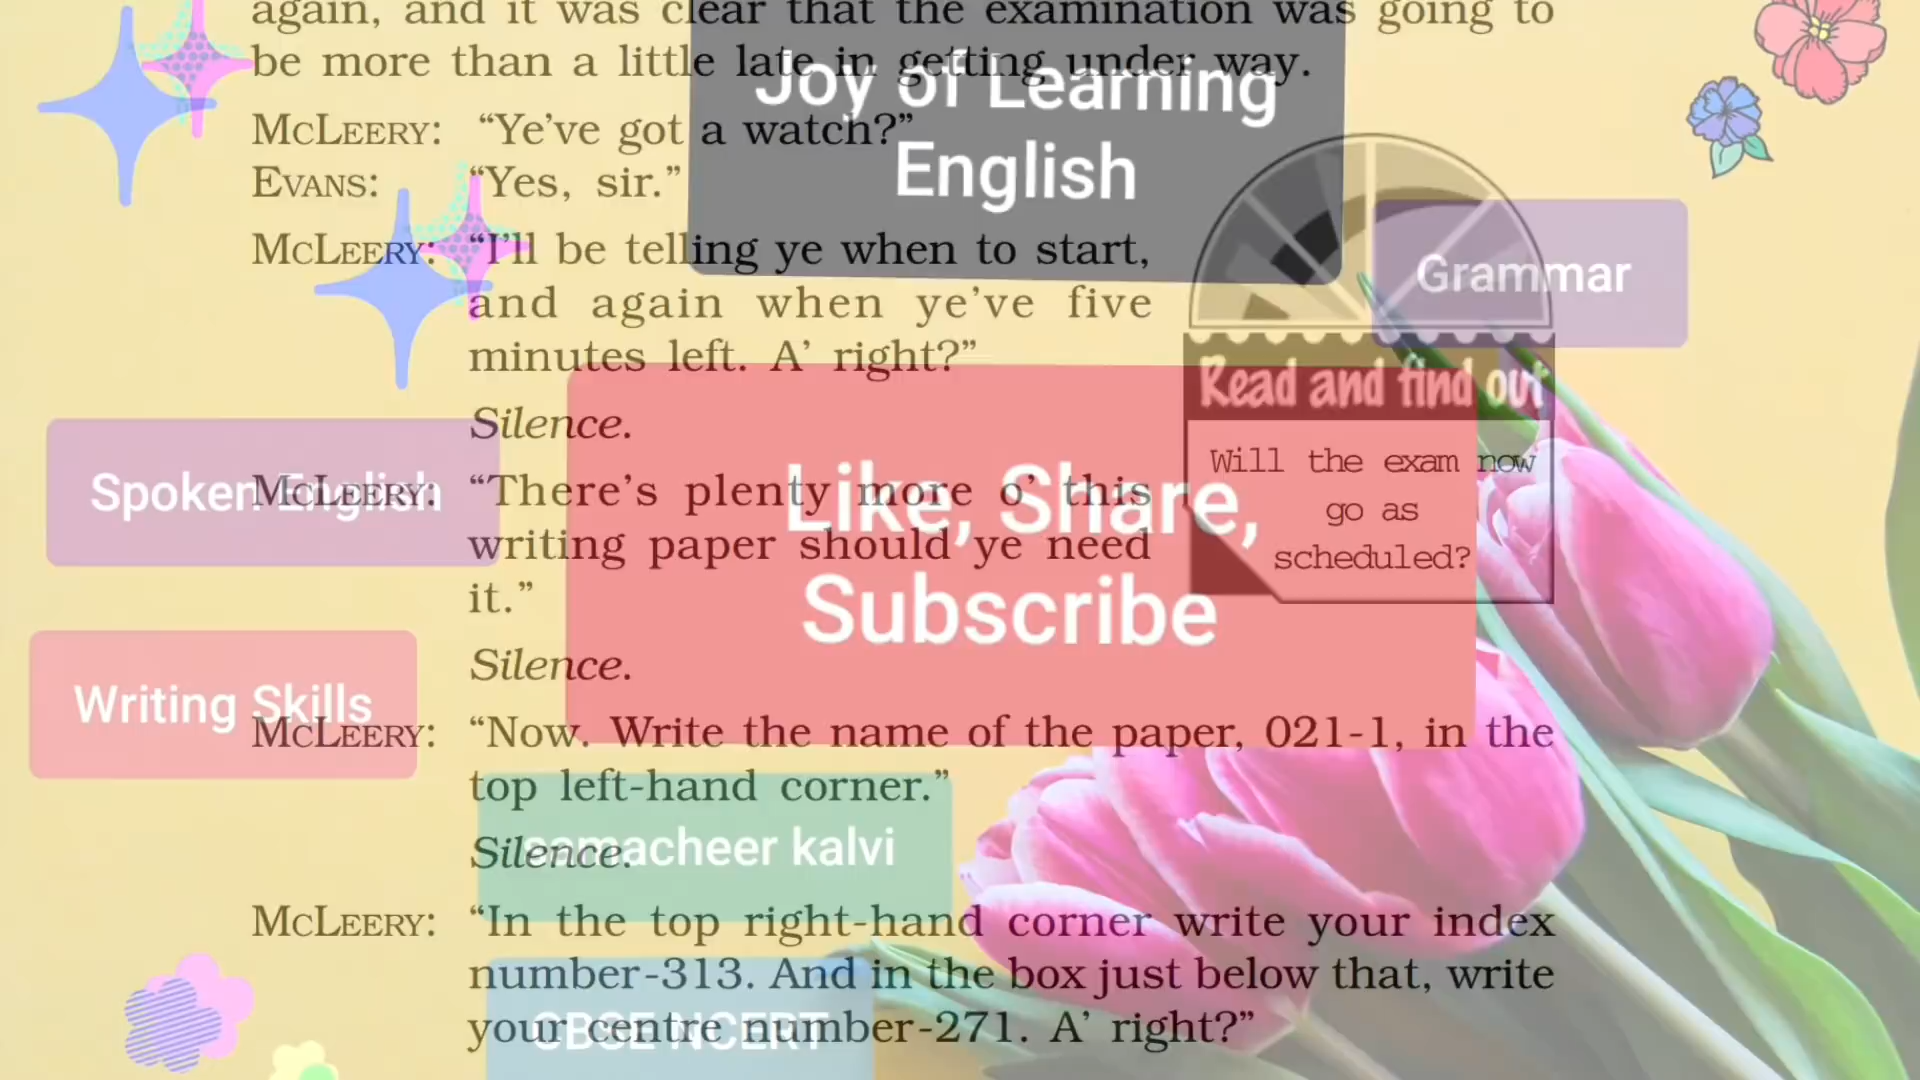 again, and it was clear that the examination was going to
be more than a little late in getting under way.
Joy of Learning
English
MCLEERY: “Ye’ve got a watch?”
EVANS: “Yes, sir.”
MCLEERY: “I’ll be telling ye when to start,
and again when ye’ve five
minutes left. A’ right?”
Grammar
Read and find out
Will the exam now
go as
scheduled?
Silence.
Spoken English
MCLEERY: “There’s plenty more o’ this
writing paper should ye need
it.”
Like, Share,
Subscribe
Silence.
Writing Skills
MCLEERY: “Now. Write the name of the paper, 021-1, in the
top left-hand corner.”
Silence.
samacheer kalvi
MCLEERY: “In the top right-hand corner write your index
number-313. And in the box just below that, write
your centre number-271. A’ right?”
CBSE NCERT